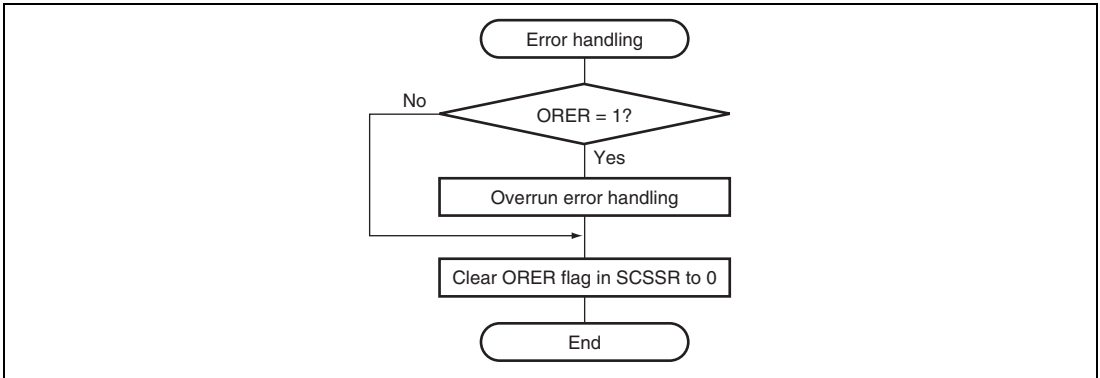 Error handling
No
ORER = 1?
Yes
Overrun error handling
Clear ORER flag in SCSSR to 0
End